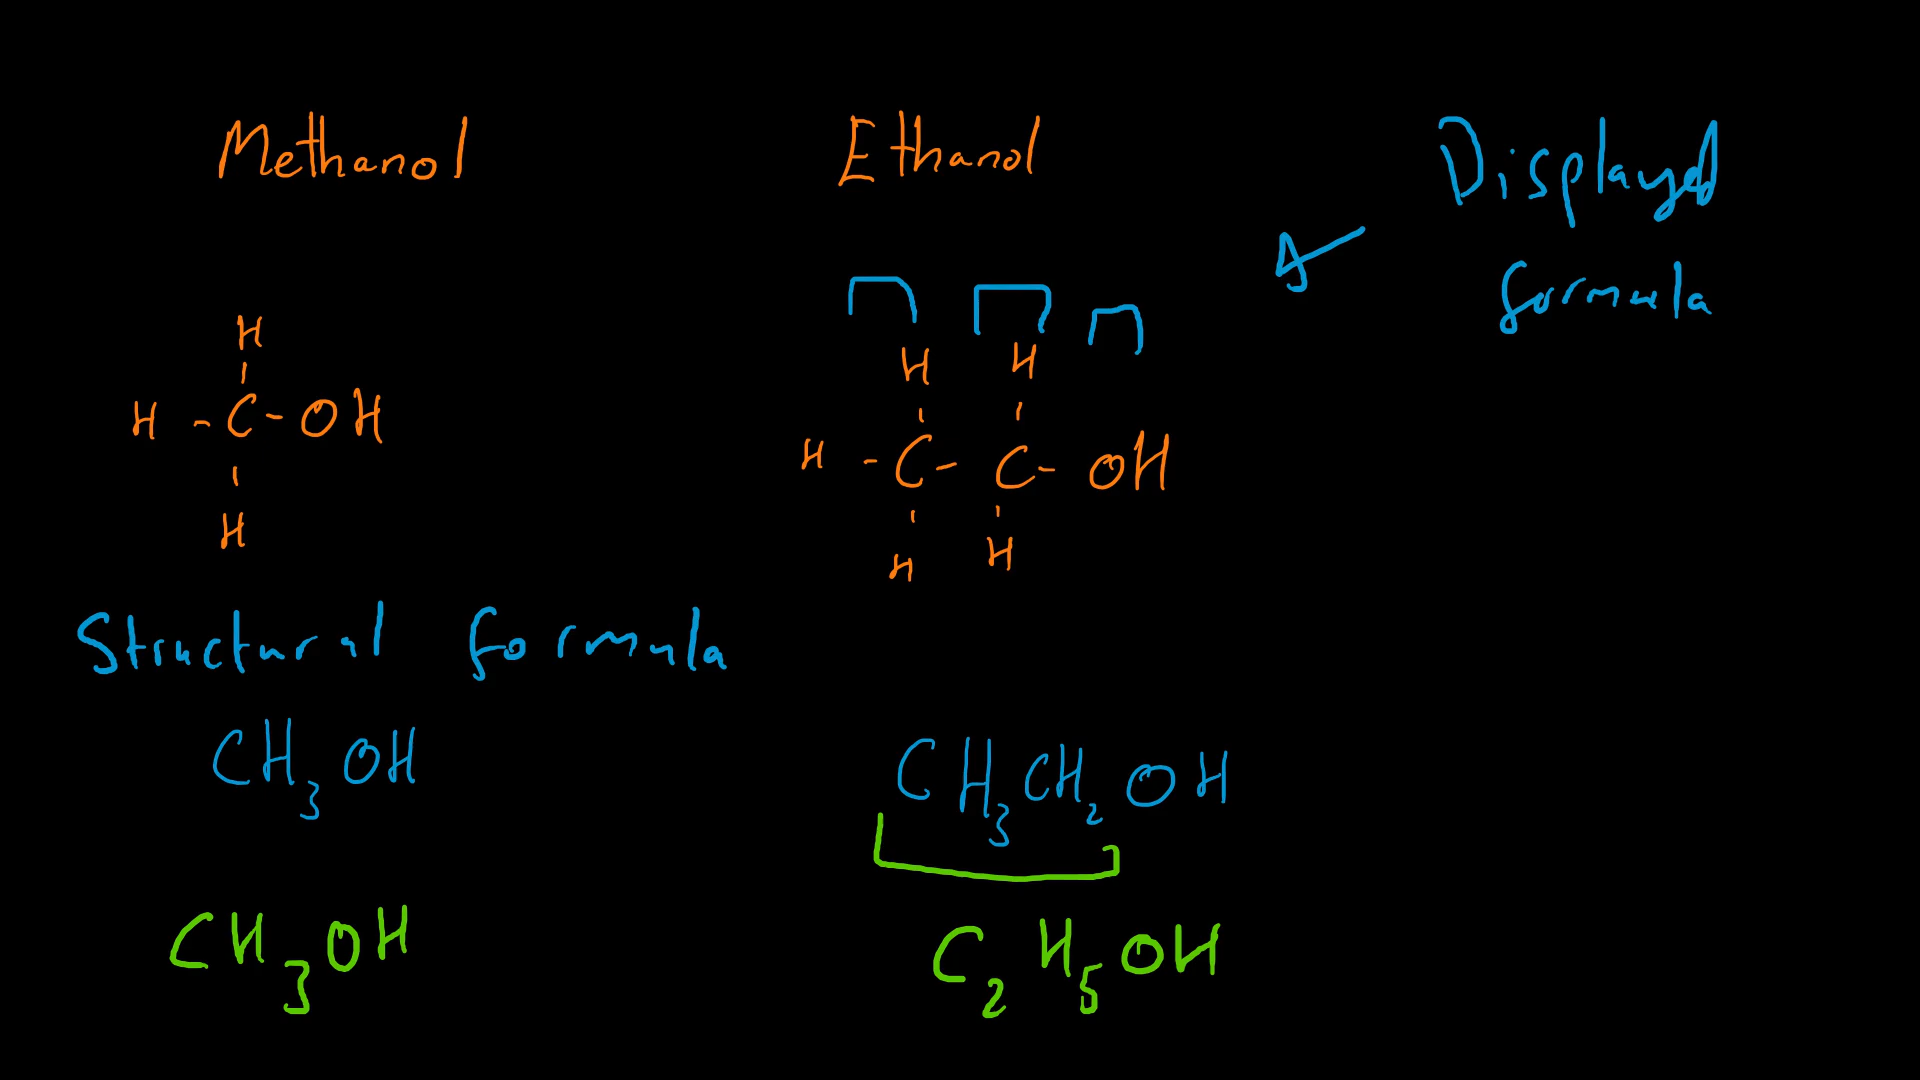 Methanol
Ethanol
Displayed
formula
H
H - C - OH
H
H H
H - C - C - OH
H H
Structural formula
CH₃OH
CH₃CH₂OH
CH₃OH
C₂H₅OH